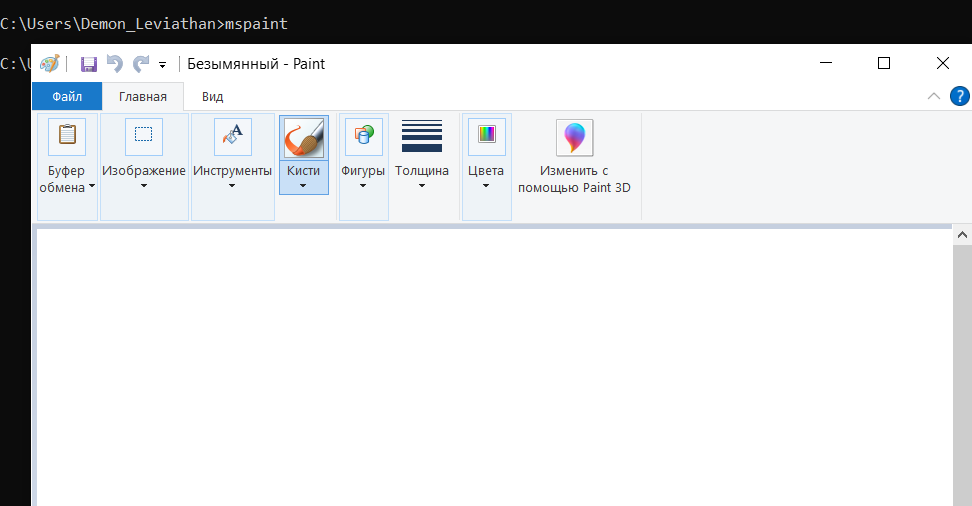 C:\Users\Demon_Leviathan>mspaint
C:\U
Безымянный - Paint
Файл
Главная
Вид
?
Буфер
обмена
Изображение
Инструменты
Кисти
Фигуры
Толщина
Цвета
Изменить с
помощью Paint 3D